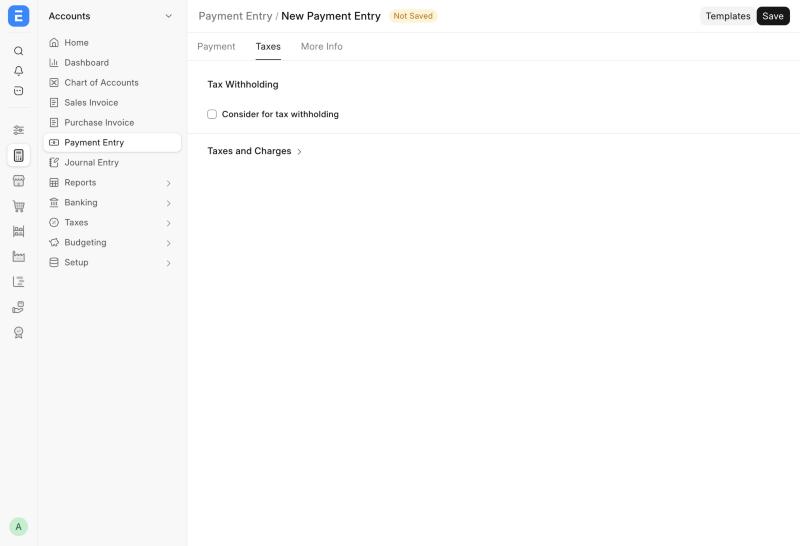 Accounts
Home
Dashboard
Chart of Accounts
Sales Invoice
Purchase Invoice
Payment Entry
Journal Entry
Reports
Banking
Taxes
Budgeting
Setup
A
Payment Entry / New Payment Entry Not Saved Templates Save
Payment Taxes More Info
Tax Withholding
Consider for tax withholding
Taxes and Charges